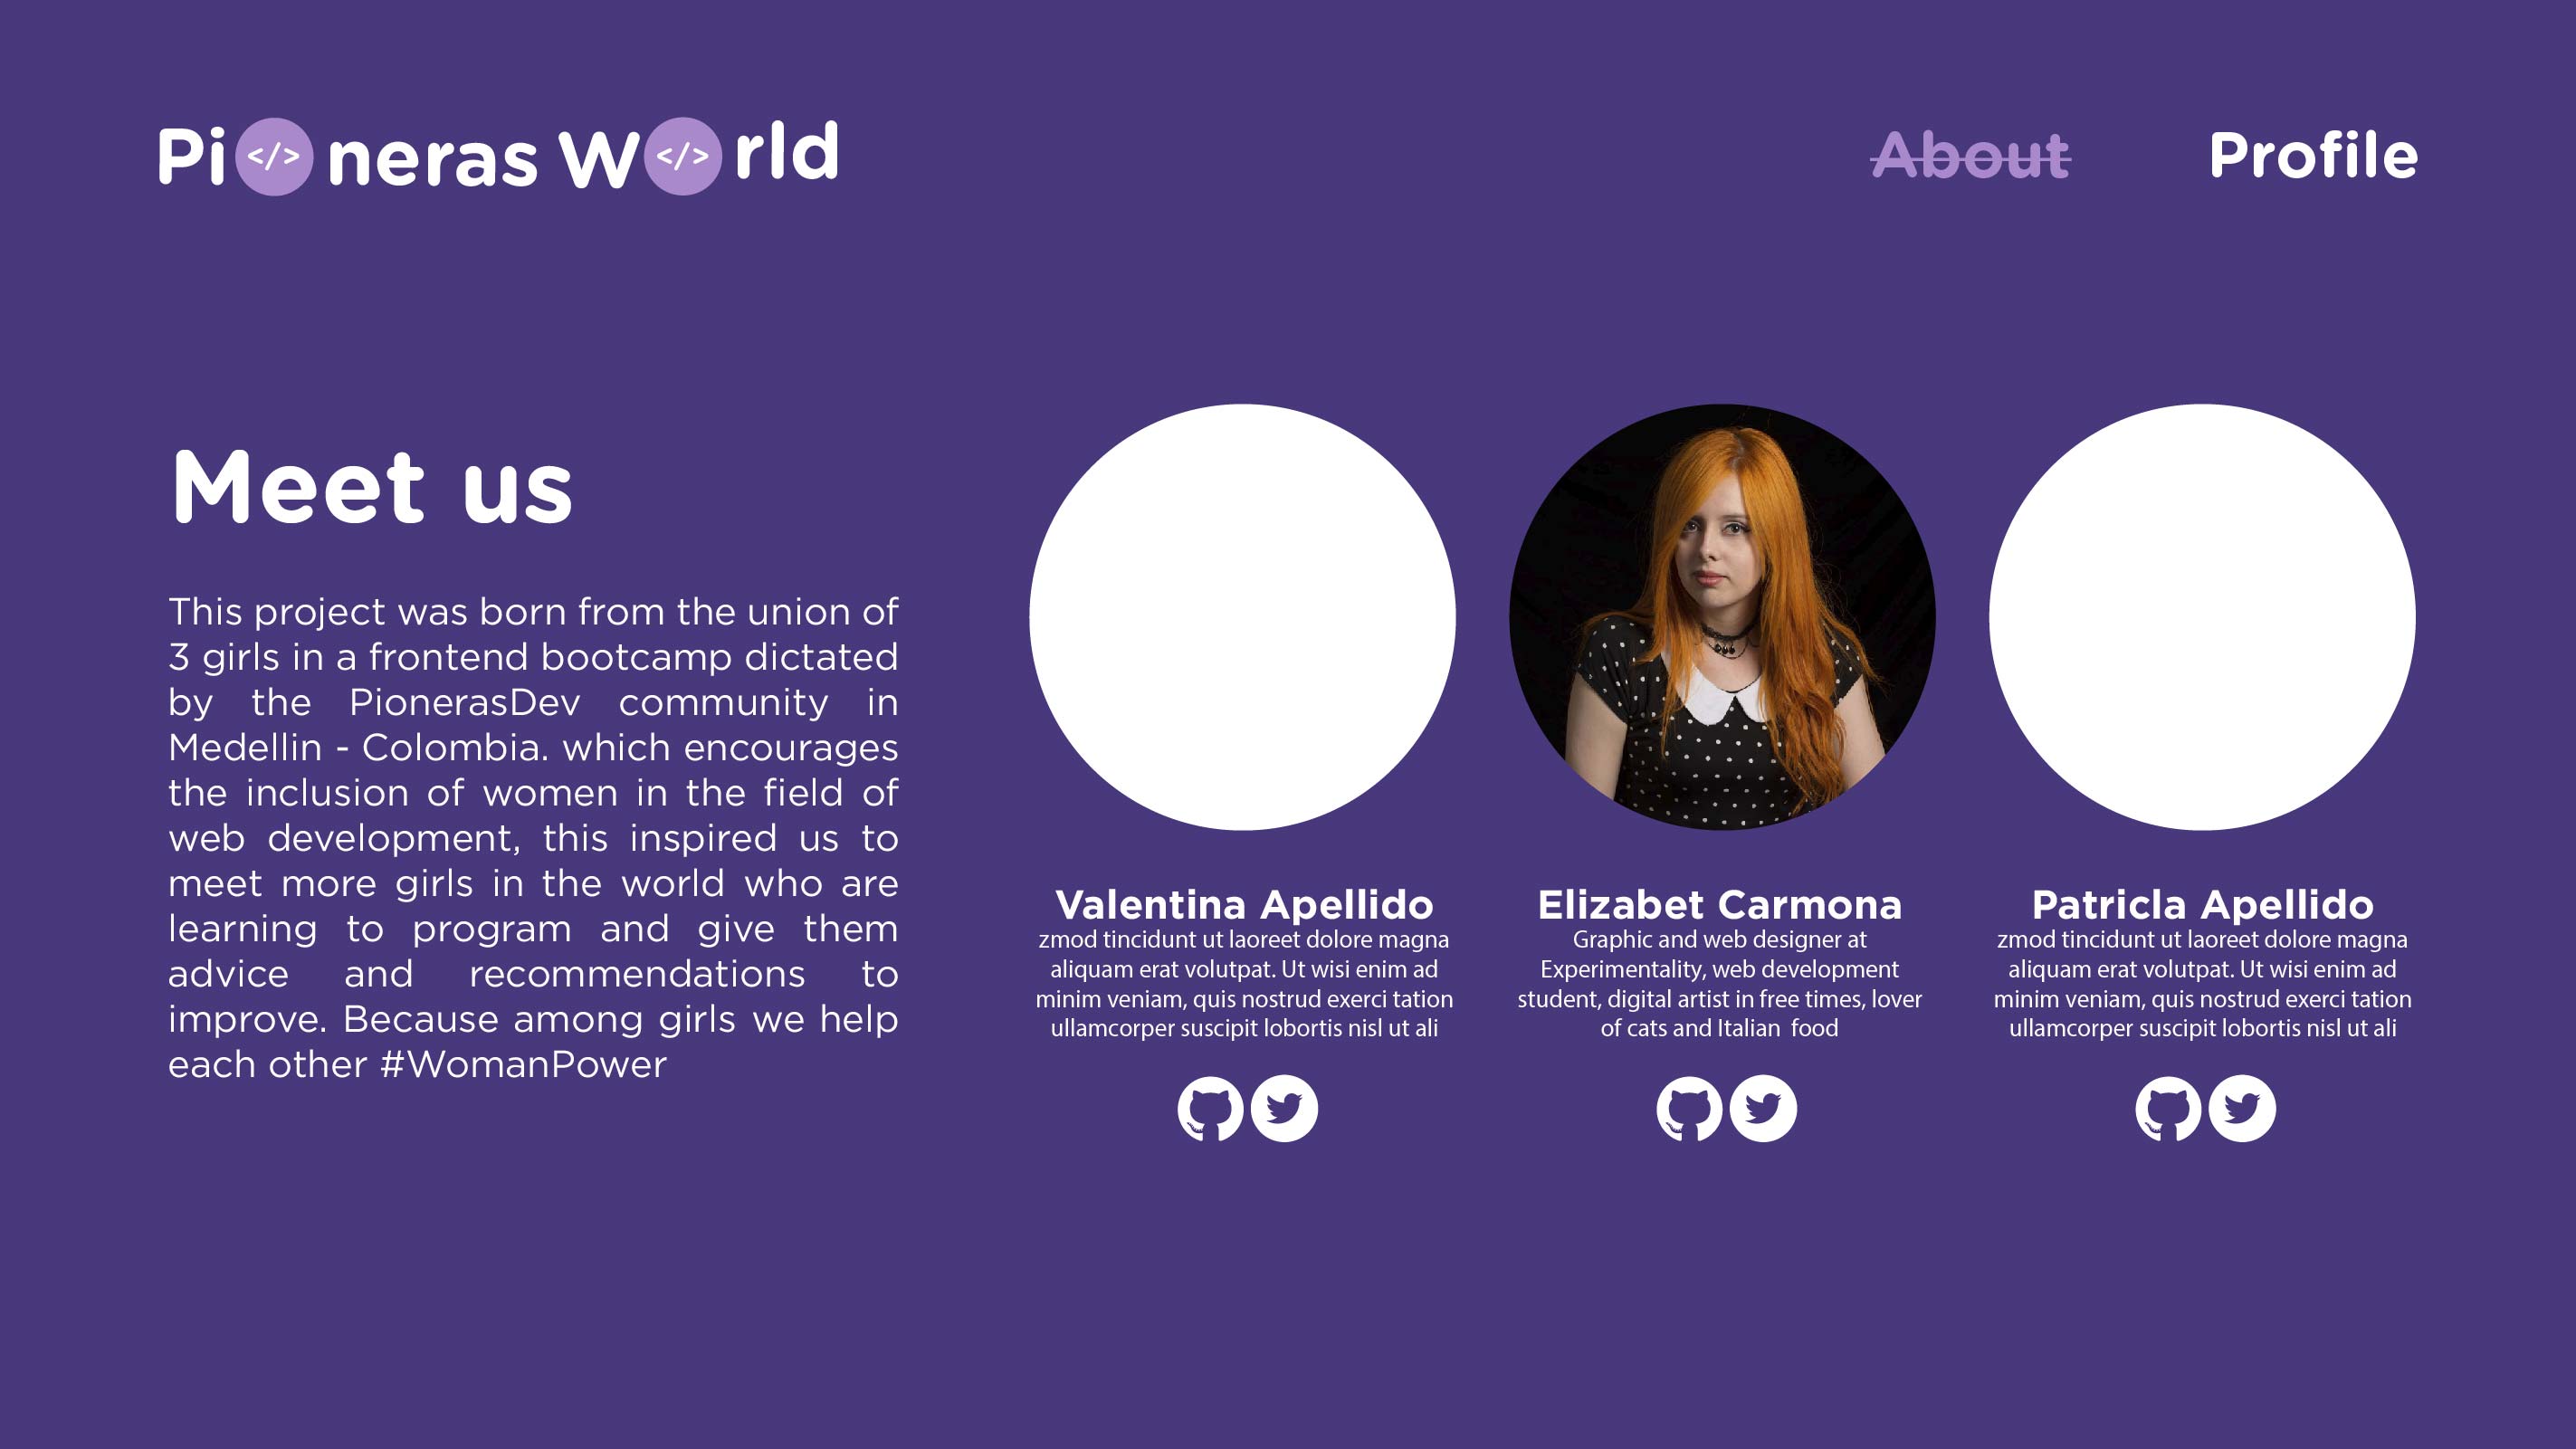 Pi</>neras W</>rld
About
Profile
Meet us
This project was born from the union of
3 girls in a frontend bootcamp dictated
by the PionerasDev community in
Medellin - Colombia. which encourages
the inclusion of women in the field of
web development, this inspired us to
meet more girls in the world who are
learning to program and give them
advice and recommendations to
improve. Because among girls we help
each other #WomanPower
Valentina Apellido
zmod tincidunt ut laoreet dolore magna
aliquam erat volutpat. Ut wisi enim ad
minim veniam, quis nostrud exerci tation
ullamcorper suscipit lobortis nisl ut ali
Elizabet Carmona
Graphic and web designer at
Experimentality, web development
student, digital artist in free times, lover
of cats and Italian  food
Patricla Apellido
zmod tincidunt ut laoreet dolore magna
aliquam erat volutpat. Ut wisi enim ad
minim veniam, quis nostrud exerci tation
ullamcorper suscipit lobortis nisl ut ali